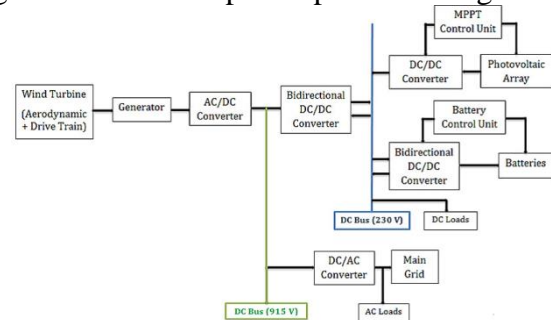 MPPT
Control Unit
DC/DC
Converter
Photovoltaic
Array
Wind Turbine
(Aerodynamic
+ Drive Train)
Generator
AC/DC
Converter
Bidirectional
DC/DC
Converter
Battery
Control Unit
Bidirectional
DC/DC
Converter
Batteries
DC Bus (230 V)
DC Loads
DC/AC
Converter
Main
Grid
DC Bus (915 V)
AC Loads